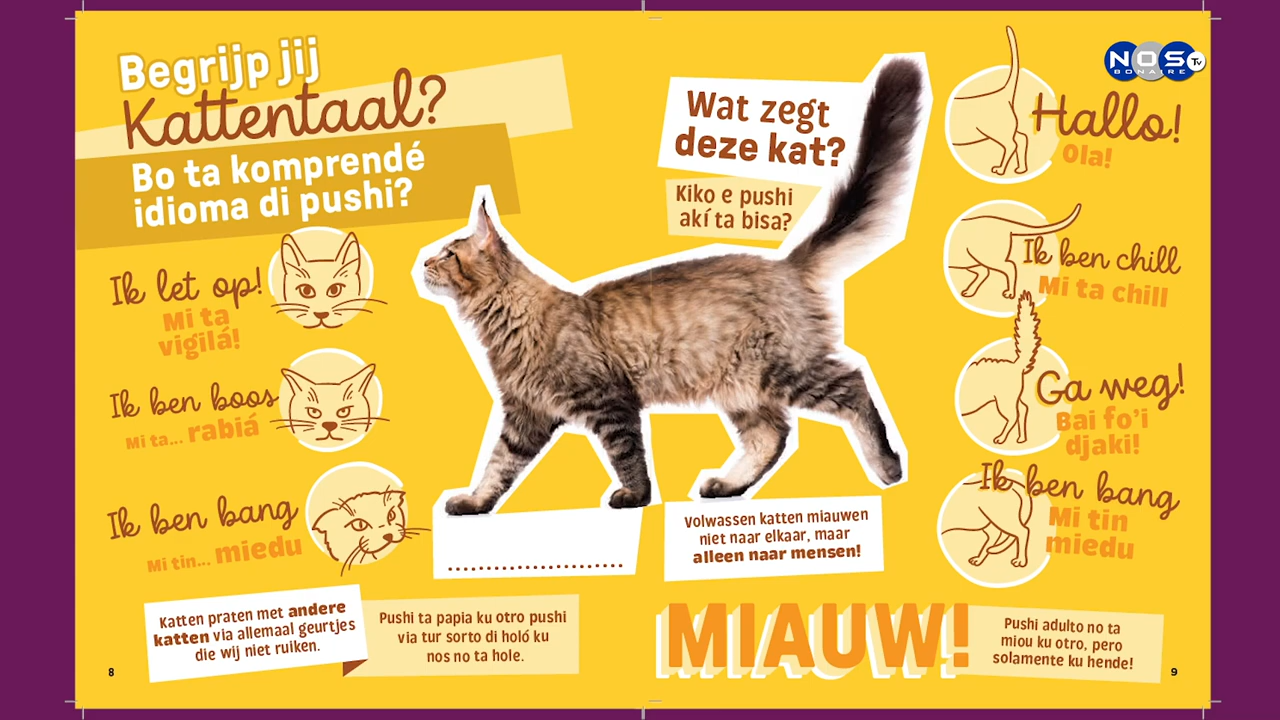 Begrijp jij
Kattentaal?
Bo ta komprendé
idioma di pushi?
Ik let op!
Mi ta
vigilá!
Ik ben boos
Mi ta... rabiá
Ik ben bang
Mi tin... miedu
Katten praten met andere
katten via allemaal geurtjes
die wij niet ruiken.
Pushi ta papia ku otro pushi
via tur sorto di holó ku
nos no ta hole.
8
Wat zegt
deze kat?
Kiko e pushi
akí ta bisa?
.............................
Volwassen katten miauwen
niet naar elkaar, maar
alleen naar mensen!
MIAUW!
Pushi adulto no ta
miou ku otro, pero
solamente ku hende!
NOS Tv
BONAIRE
Hallo!
Ola!
Ik ben chill
Mi ta chill
Ga weg!
Bai fo'i
djaki!
Ik ben bang
Mi tin
miedu
9